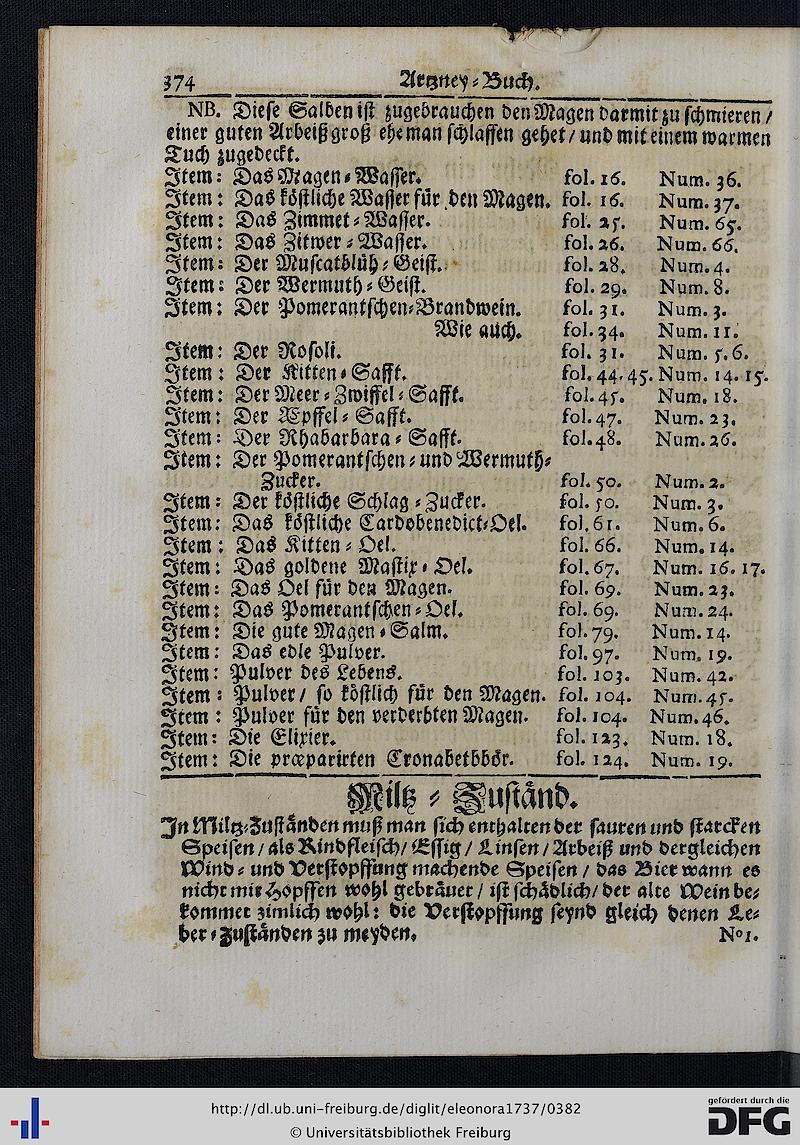 374 Artzney-Buch.
NB. Diese Salben ist zugebrauchen den Magen darmit zu schmieren /
einer guten Arbeiß groß ehe man schlaffen gehet / und mit einem warmen
Tuch zugedeckt.
Item: Das Magen-Wasser. fol. 16. Num. 36.
Item: Das köstliche Wasser für den Magen. fol. 16. Num. 37.
Item: Das Zimmet-Wasser. fol. 25. Num. 65.
Item: Das Zitwer-Wasser. fol. 26. Num. 66.
Item: Der Muscatblüh-Geist. fol. 28. Num. 4.
Item: Der Wermuth-Geist. fol. 29. Num. 8.
Item: Der Pomerantschen-Brandwein. fol. 31. Num. 3.
Wie auch. fol. 34. Num. 11.
Item: Der Rosoli. fol. 31. Num. 5. 6.
Item: Der Kitten-Safft. fol. 44. 45. Num. 14. 15.
Item: Der Meer-Zwiffel-Safft. fol. 45. Num. 18.
Item: Der Aepffel-Safft. fol. 47. Num. 23.
Item: Der Rhabarbara-Safft. fol. 48. Num. 26.
Item: Der Pomerantschen-und Wermuth-
Zucker. fol. 50. Num. 2.
Item: Der köstliche Schlag-Zucker. fol. 50. Num. 3.
Item: Das köstliche Cardobenedict-Oel. fol. 61. Num. 6.
Item: Das Kitten-Oel. fol. 66. Num. 14.
Item: Das goldene Mastix-Oel. fol. 67. Num. 16. 17.
Item: Das Oel für den Magen. fol. 69. Num. 23.
Item: Das Pomerantschen-Oel. fol. 69. Num. 24.
Item: Die gute Magen-Salm. fol. 79. Num. 14.
Item: Das edle Pulver. fol. 97. Num. 19.
Item: Pulver des Lebens. fol. 103. Num. 42.
Item: Pulver / so köstlich für den Magen. fol. 104. Num. 45.
Item: Pulver für den verderbten Magen. fol. 104. Num. 46.
Item: Die Elixier. fol. 123. Num. 18.
Item: Die præparirten Cronabethbör. fol. 124. Num. 19.
Miltz-Zuständ.
In Miltz-Zuständen muß man sich enthalten der sauren und starcken
Speisen / als Rindfleisch / Essig / Linsen / Arbeiß und dergleichen
Wind- und Verstopffung machende Speisen / das Bier wann es
nicht mit Hopffen wohl gebräuet / ist schädlich / der alte Wein be-
kommet zimlich wohl: die Verstopffung seynd gleich denen Le-
ber-Zuständen zu meyden. No 1.
http://dl.ub.uni-freiburg.de/diglit/eleonora1737/0382
© Universitätsbibliothek Freiburg
gefördert durch die
DFG